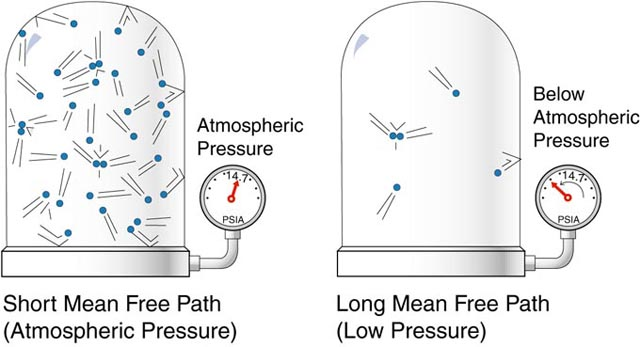 Atmospheric
Pressure
14.7
PSIA
Short Mean Free Path
(Atmospheric Pressure)
Below
Atmospheric
Pressure
14.7
PSIA
Long Mean Free Path
(Low Pressure)